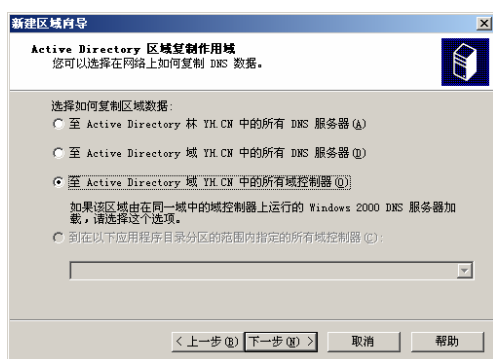 新建区域向导
Active Directory 区域复制作用域
您可以选择在网络上如何复制 DNS 数据。
选择如何复制区域数据:
至 Active Directory 林 YH.CN 中的所有 DNS 服务器(A)
至 Active Directory 域 YH.CN 中的所有 DNS 服务器(D)
至 Active Directory 域 YH.CN 中的所有域控制器(O)
如果该区域由在同一域中的域控制器上运行的 Windows 2000 DNS 服务器加
载，请选择这个选项。
到在以下应用程序目录分区的范围内指定的所有域控制器(C):
< 上一步(B) 下一步(N) > 取消 帮助